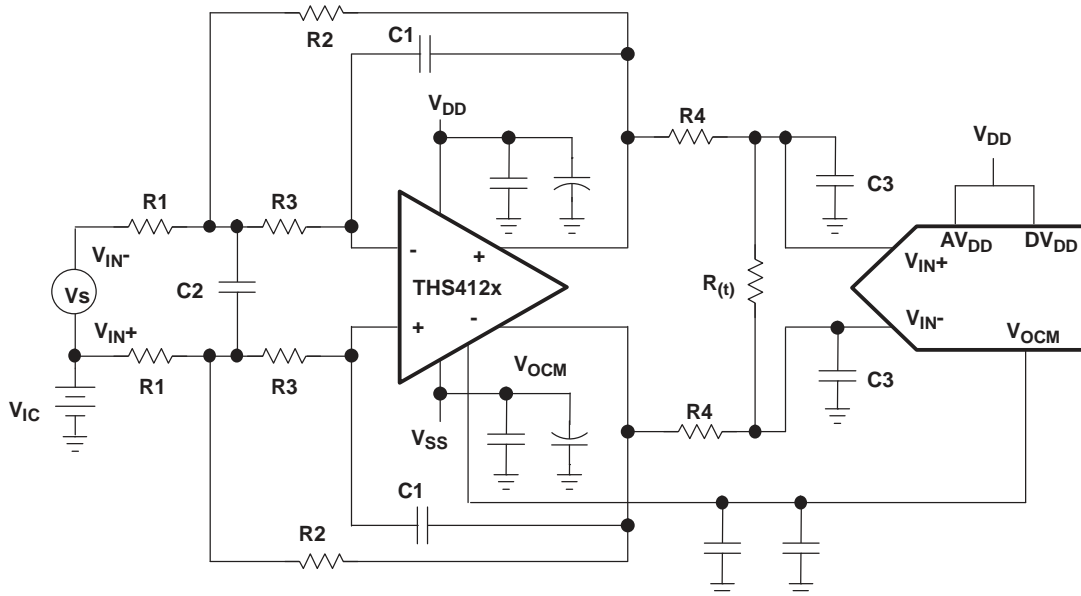 R2
C1
VDD
R4
VDD
C3
R1
R3
VIN-
-
+
AVDD
DVDD
VIN+
Vs
C2
THS412x
R(t)
VIN+
+
-
VIN-
VOCM
R1
R3
VOCM
C3
VIC
VSS
R4
C1
R2